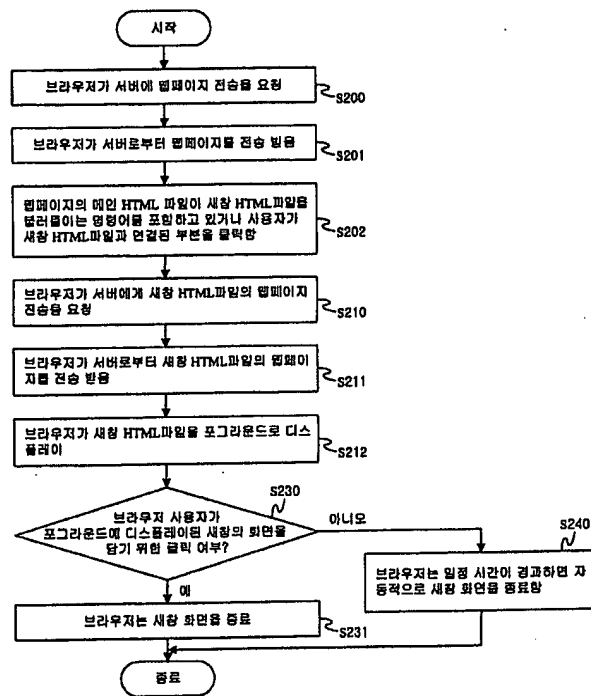 시작
브라우저가 서버에 웹페이지 전송을 요청
S200
브라우저가 서버로부터 웹페이지를 전송 받음
S201
웹페이지의 메인 HTML 파일이 새창 HTML파일을
불러들이는 명령어를 포함하고 있거나 사용자가
새창 HTML파일과 연결된 부분을 클릭함
S202
브라우저가 서버에게 새창 HTML파일의 웹페이지
전송을 요청
S210
브라우저가 서버로부터 새창 HTML파일의 웹페이
지를 전송 받음
S211
브라우저가 새창 HTML파일을 포그라운드로 디스
플레이
S212
S230
브라우저 사용자가
포그라운드에 디스플레이된 새창의 화면을
닫기 위한 클릭 여부?
아니오
S240
브라우저는 일정 시간이 경과하면 자
동적으로 새창 화면을 종료함
예
브라우저는 새창 화면을 종료
S231
종료